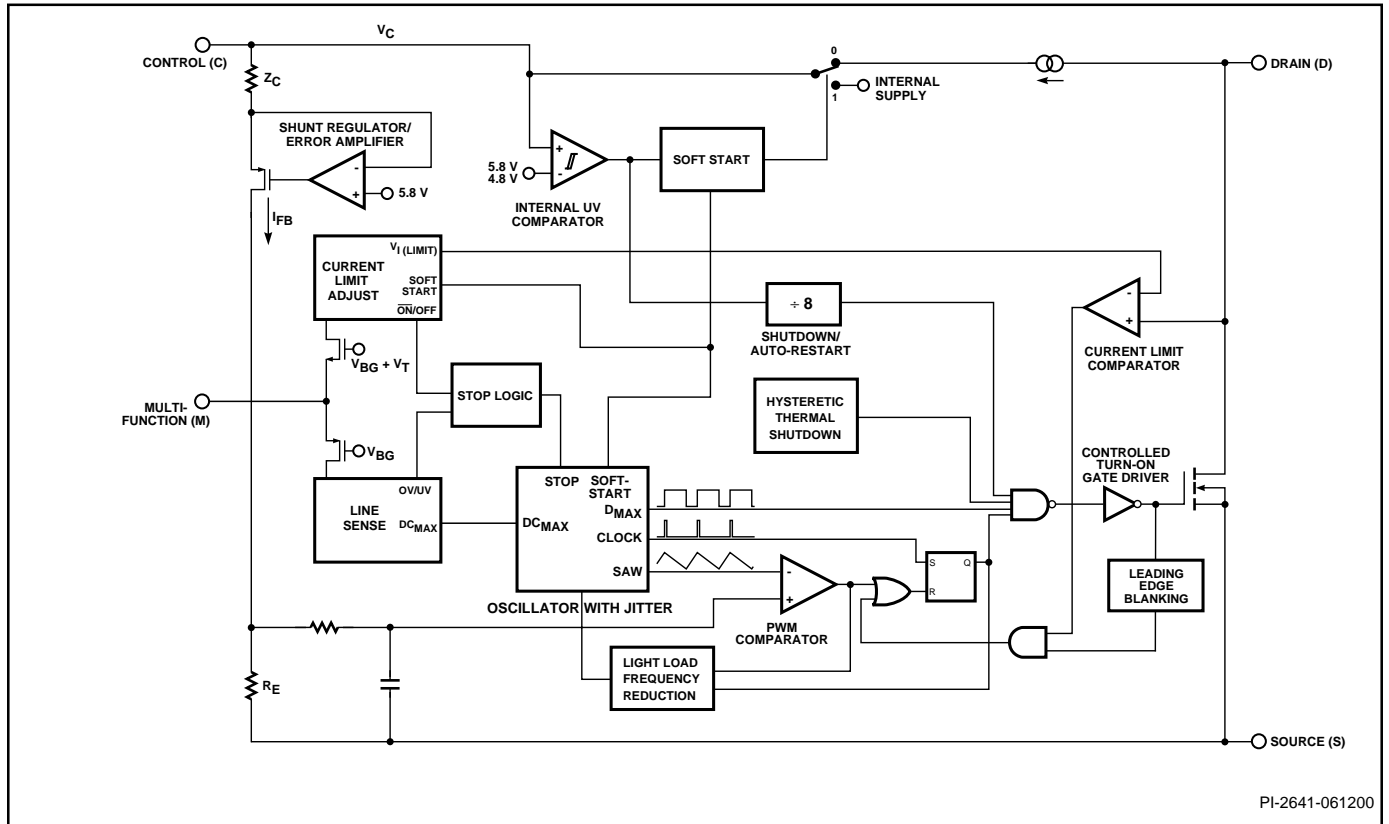 V_C
CONTROL (C)
Z_C
0
1
INTERNAL
SUPPLY
DRAIN (D)
SHUNT REGULATOR/
ERROR AMPLIFIER
-
+
5.8 V
I_FB
+
-
5.8 V
4.8 V
INTERNAL UV
COMPARATOR
SOFT START
CURRENT
LIMIT
ADJUST
V_I (LIMIT)
SOFT
START
ON/OFF
÷ 8
SHUTDOWN/
AUTO-RESTART
-
+
CURRENT LIMIT
COMPARATOR
V_BG + V_T
MULTI-
FUNCTION (M)
STOP LOGIC
HYSTERETIC
THERMAL
SHUTDOWN
V_BG
CONTROLLED
TURN-ON
GATE DRIVER
LINE
SENSE
OV/UV
DC_MAX
STOP
SOFT-
START
DC_MAX
D_MAX
CLOCK
SAW
OSCILLATOR WITH JITTER
-
+
PWM
COMPARATOR
S
Q
R
LEADING
EDGE
BLANKING
LIGHT LOAD
FREQUENCY
REDUCTION
R_E
SOURCE (S)
PI-2641-061200